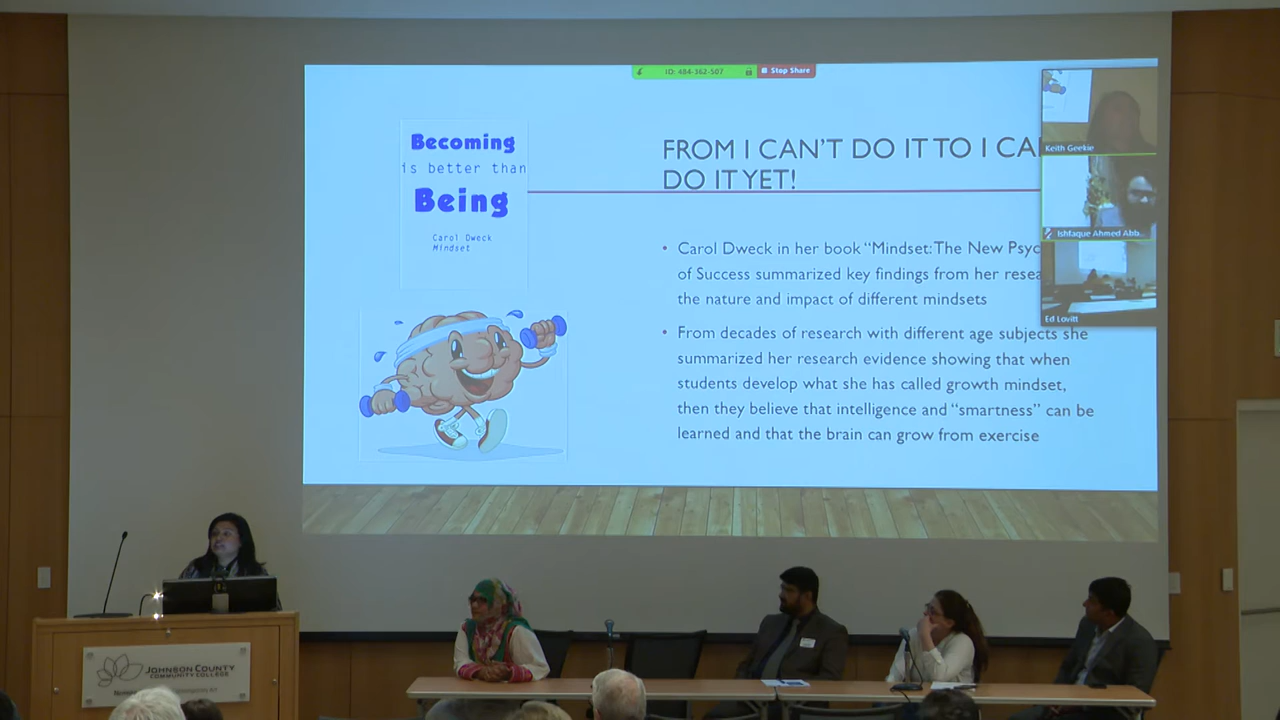 ID: 484-362-507
Stop Share
Becoming
is better than
Being
Carol Dweck
Mindset
FROM I CAN'T DO IT TO I CA
DO IT YET!
• Carol Dweck in her book "Mindset: The New Psyc
of Success summarized key findings from her resea
the nature and impact of different mindsets
• From decades of research with different age subjects she
summarized her research evidence showing that when
students develop what she has called growth mindset,
then they believe that intelligence and "smartness" can be
learned and that the brain can grow from exercise
Keith Geekie
Ishfaque Ahmed Abb...
Ed Lovitt
JOHNSON COUNTY
COMMUNITY COLLEGE